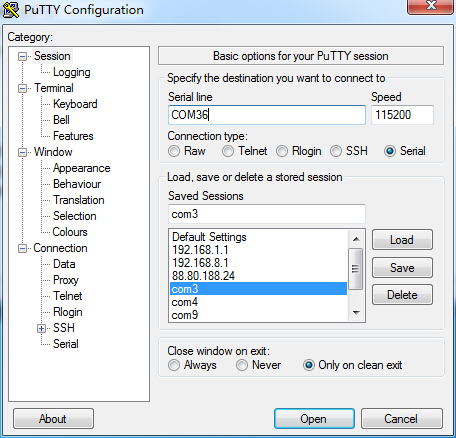 PuTTY Configuration
Category:
Session
Logging
Terminal
Keyboard
Bell
Features
Window
Appearance
Behaviour
Translation
Selection
Colours
Connection
Data
Proxy
Telnet
Rlogin
SSH
Serial
Basic options for your PuTTY session
Specify the destination you want to connect to
Serial line Speed
COM36 115200
Connection type:
Raw Telnet Rlogin SSH Serial
Load, save or delete a stored session
Saved Sessions
com3
Default Settings
192.168.1.1
192.168.8.1
88.80.188.24
com3
com4
com9
Load
Save
Delete
Close window on exit:
Always Never Only on clean exit
About Open Cancel